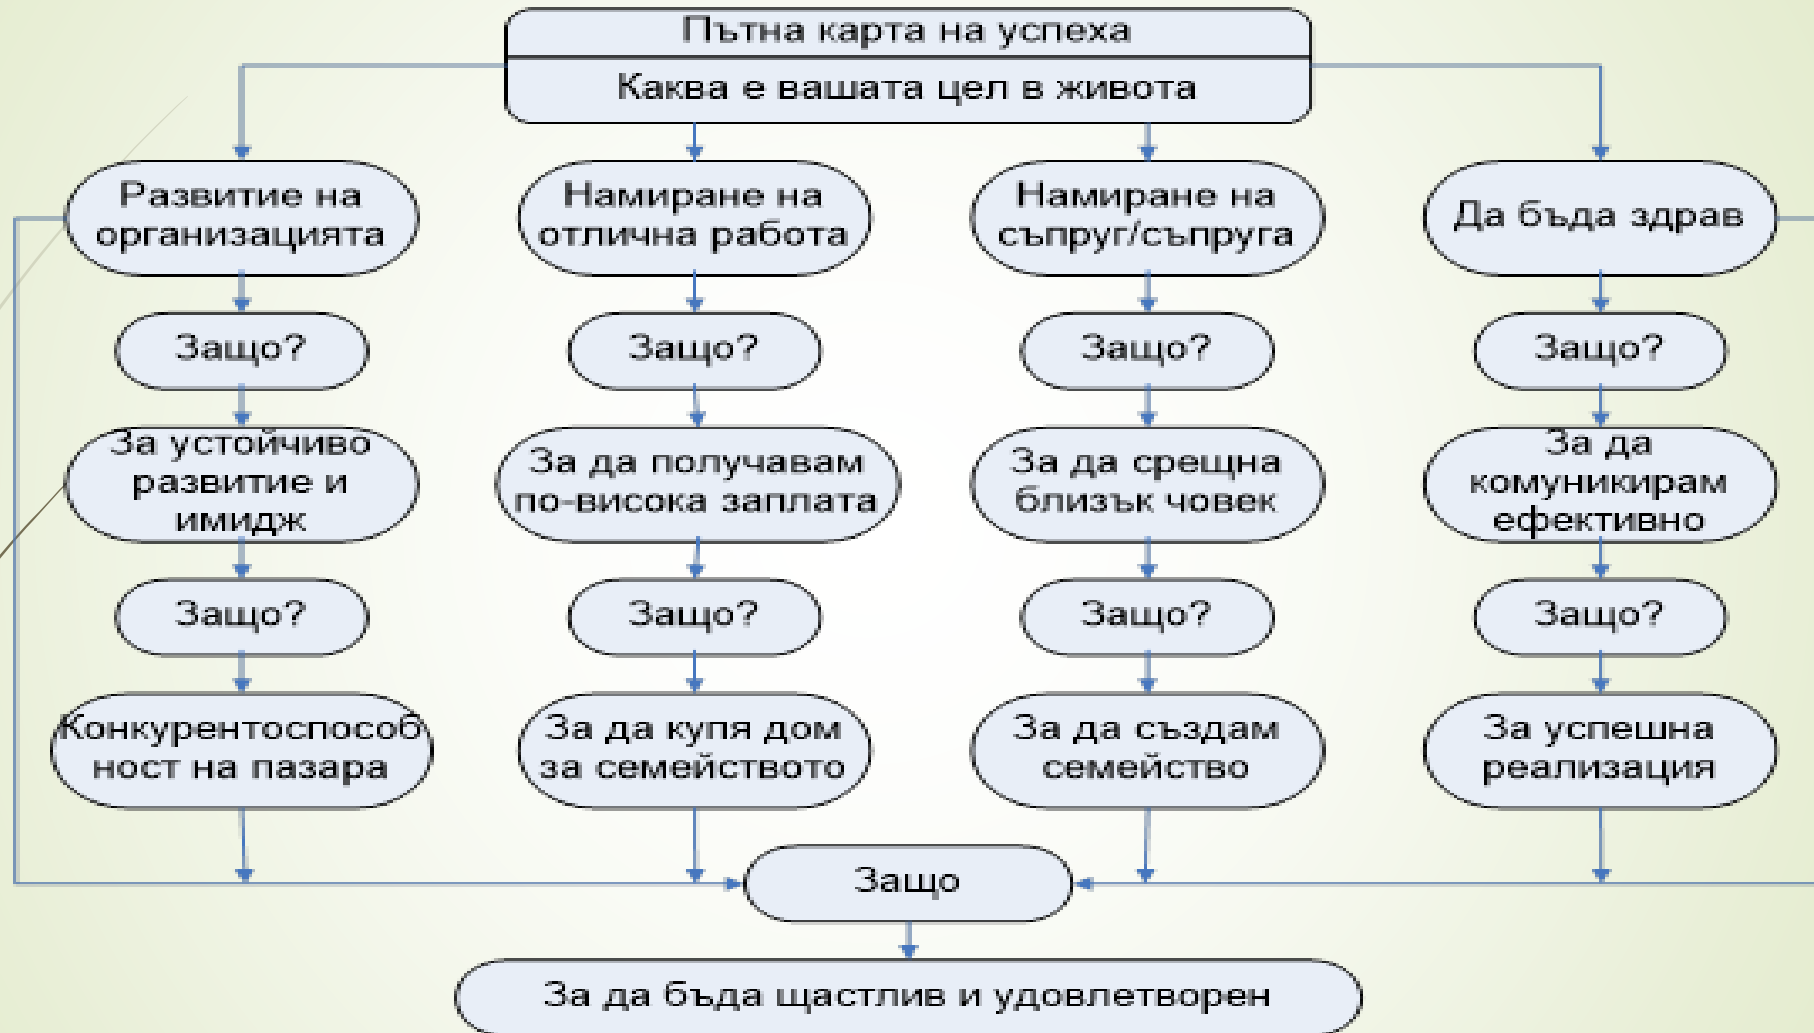 Пътна карта на успеха
Каква е вашата цел в живота
Развитие на
организацията
Намиране на
отлична работа
Намиране на
съпруг/съпруга
Да бъда здрав
Защо?
Защо?
Защо?
Защо?
За устойчиво
развитие и
имидж
За да получавам
по-висока заплата
За да срещна
близък човек
За да
комуникирам
ефективно
Защо?
Защо?
Защо?
Защо?
Конкурентоспособ
ност на пазара
За да купя дом
за семейството
За да създам
семейство
За успешна
реализация
Защо
За да бъда щастлив и удовлетворен